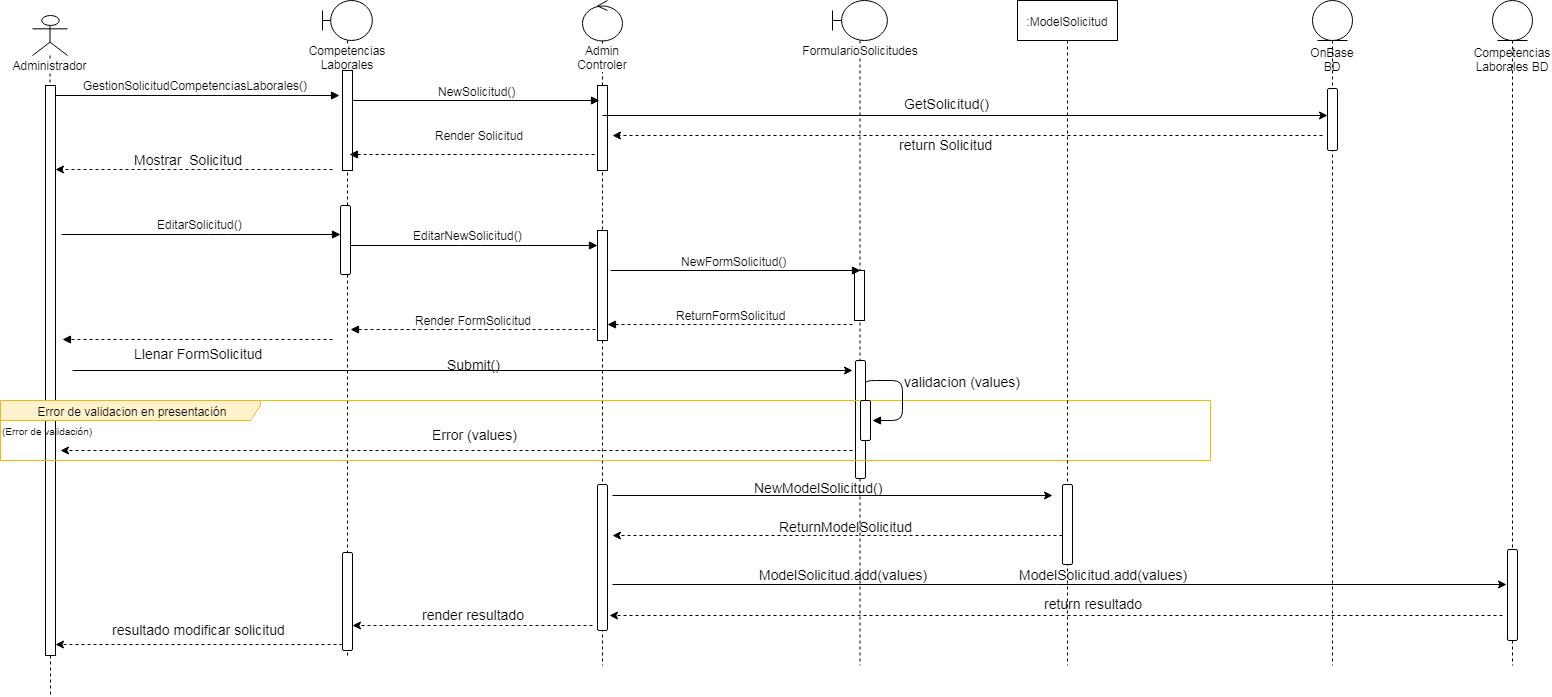 Administrador
Competencias
Laborales
Admin
Controler
FormularioSolicitudes
:ModelSolicitud
OnBase
BD
Competencias
Laborales BD
GestionSolicitudCompetenciasLaborales()
NewSolicitud()
GetSolicitud()
Render Solicitud
return Solicitud
Mostrar Solicitud
EditarSolicitud()
EditarNewSolicitud()
NewFormSolicitud()
ReturnFormSolicitud
Render FormSolicitud
Llenar FormSolicitud
Submit()
validacion (values)
Error de validacion en presentación
(Error de validación)
Error (values)
NewModelSolicitud()
ReturnModelSolicitud
ModelSolicitud.add(values)
ModelSolicitud.add(values)
return resultado
render resultado
resultado modificar solicitud